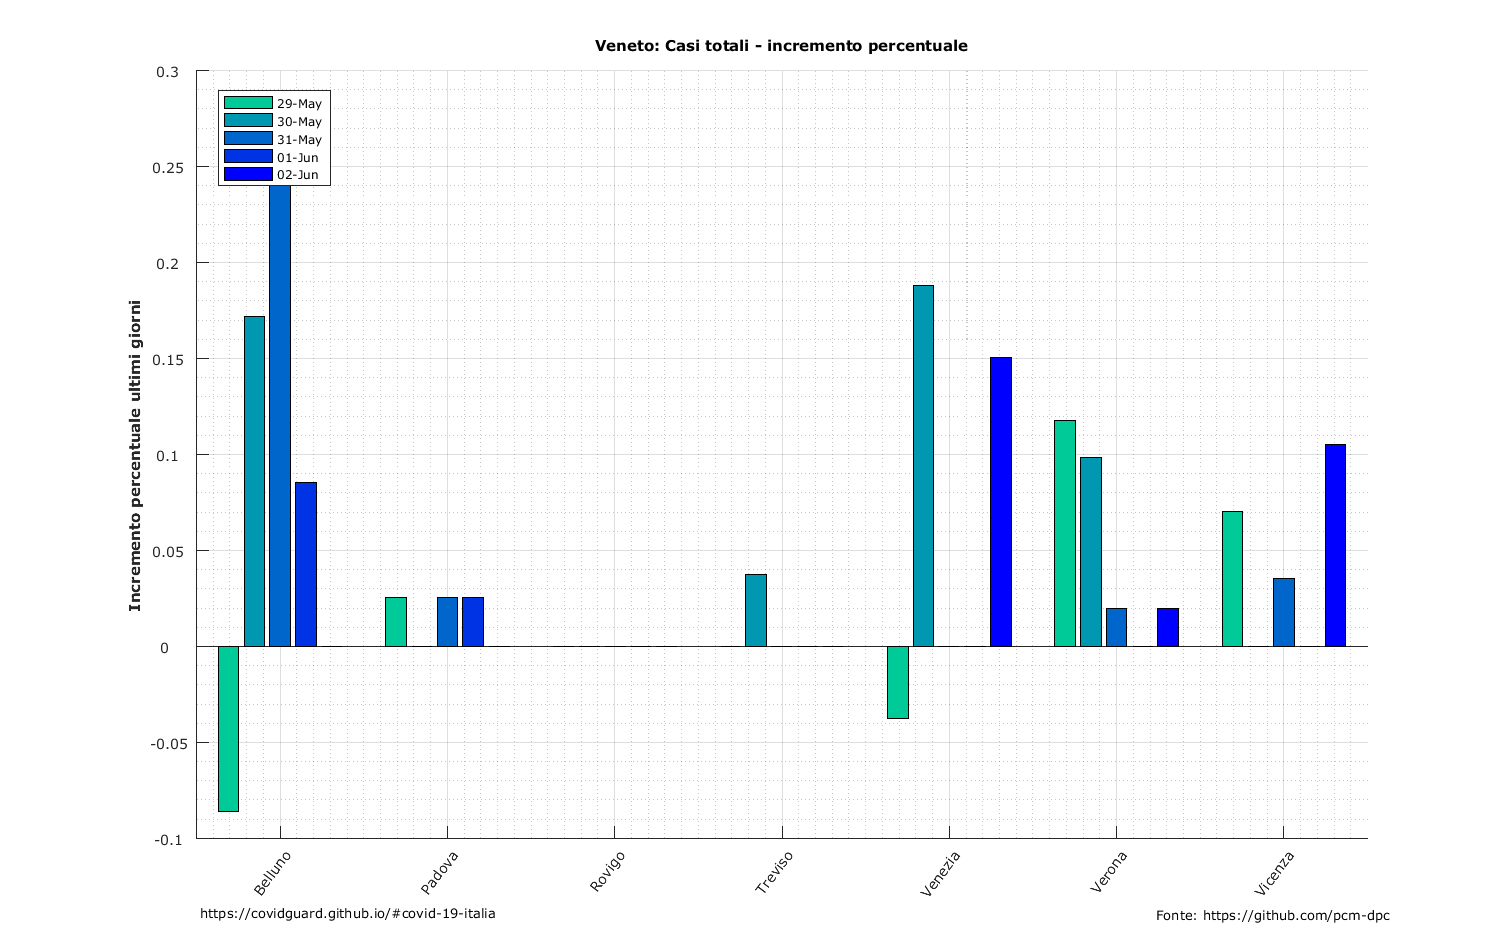 Veneto: Casi totali - incremento percentuale
Incremento percentuale ultimi giorni
0.3
0.25
0.2
0.15
0.1
0.05
0
-0.05
-0.1
29-May
30-May
31-May
01-Jun
02-Jun
Belluno
Padova
Rovigo
Treviso
Venezia
Verona
Vicenza
https://covidguard.github.io/#covid-19-italia
Fonte: https://github.com/pcm-dpc